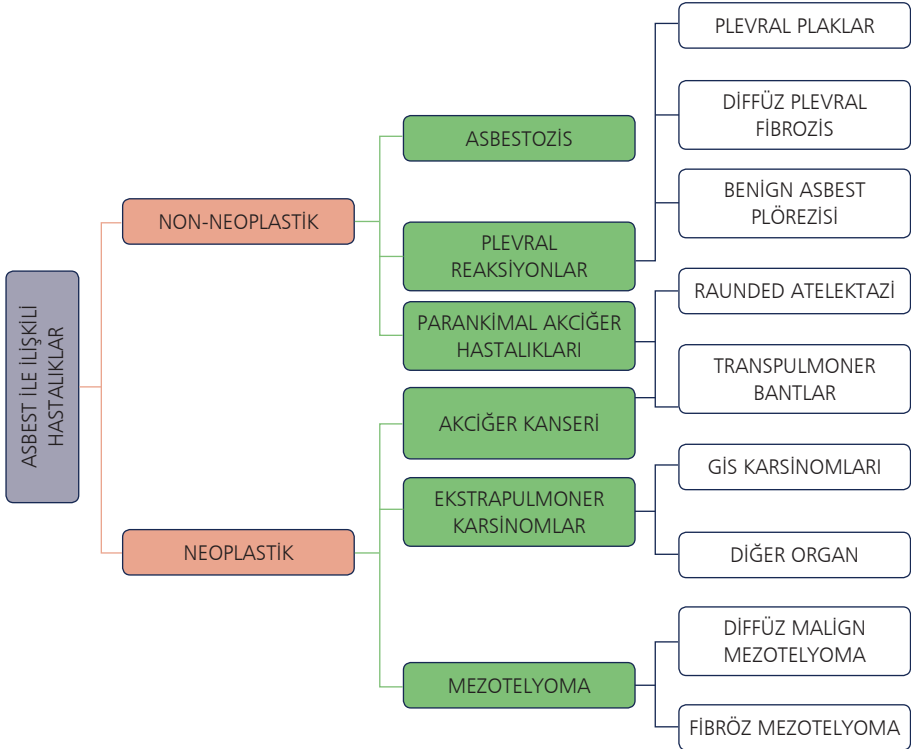 ASBEST İLE İLİŞKİLİ
HASTALIKLAR
NON-NEOPLASTİK
NEOPLASTİK
ASBESTOZİS
PLEVRAL
REAKSİYONLAR
PARANKİMAL AKCİĞER
HASTALIKLARI
AKCİĞER KANSERİ
EKSTRAPULMONER
KARSİNOMLAR
MEZOTELYOMA
PLEVRAL PLAKLAR
DİFFÜZ PLEVRAL
FİBROZİS
BENİGN ASBEST
PLÖREZİSİ
RAUNDED ATELEKTAZİ
TRANSPULMONER
BANTLAR
GİS KARSİNOMLARI
DİĞER ORGAN
DİFFÜZ MALİGN
MEZOTELYOMA
FİBRÖZ MEZOTELYOMA